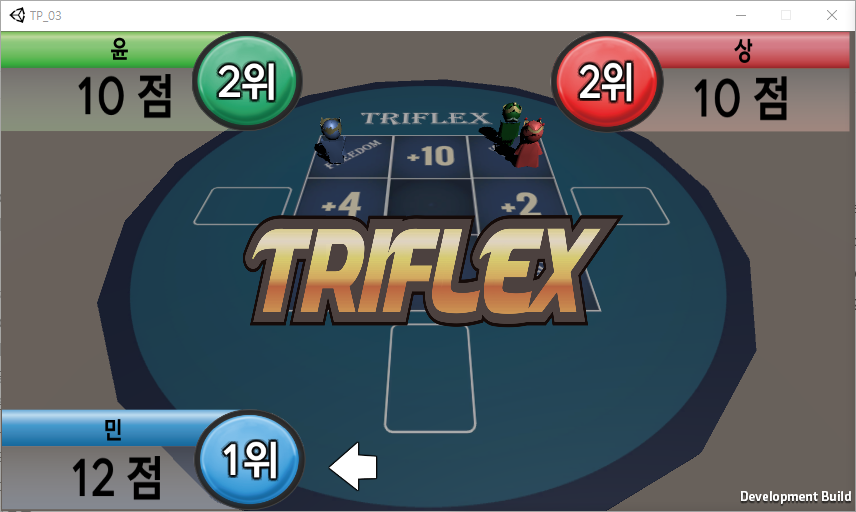 TP_03
윤
10 점
2위
상
2위
10 점
TRIFLEX
FREEDOM
+10
+4
+2
TRIFLEX
민
12 점
1위
Development Build